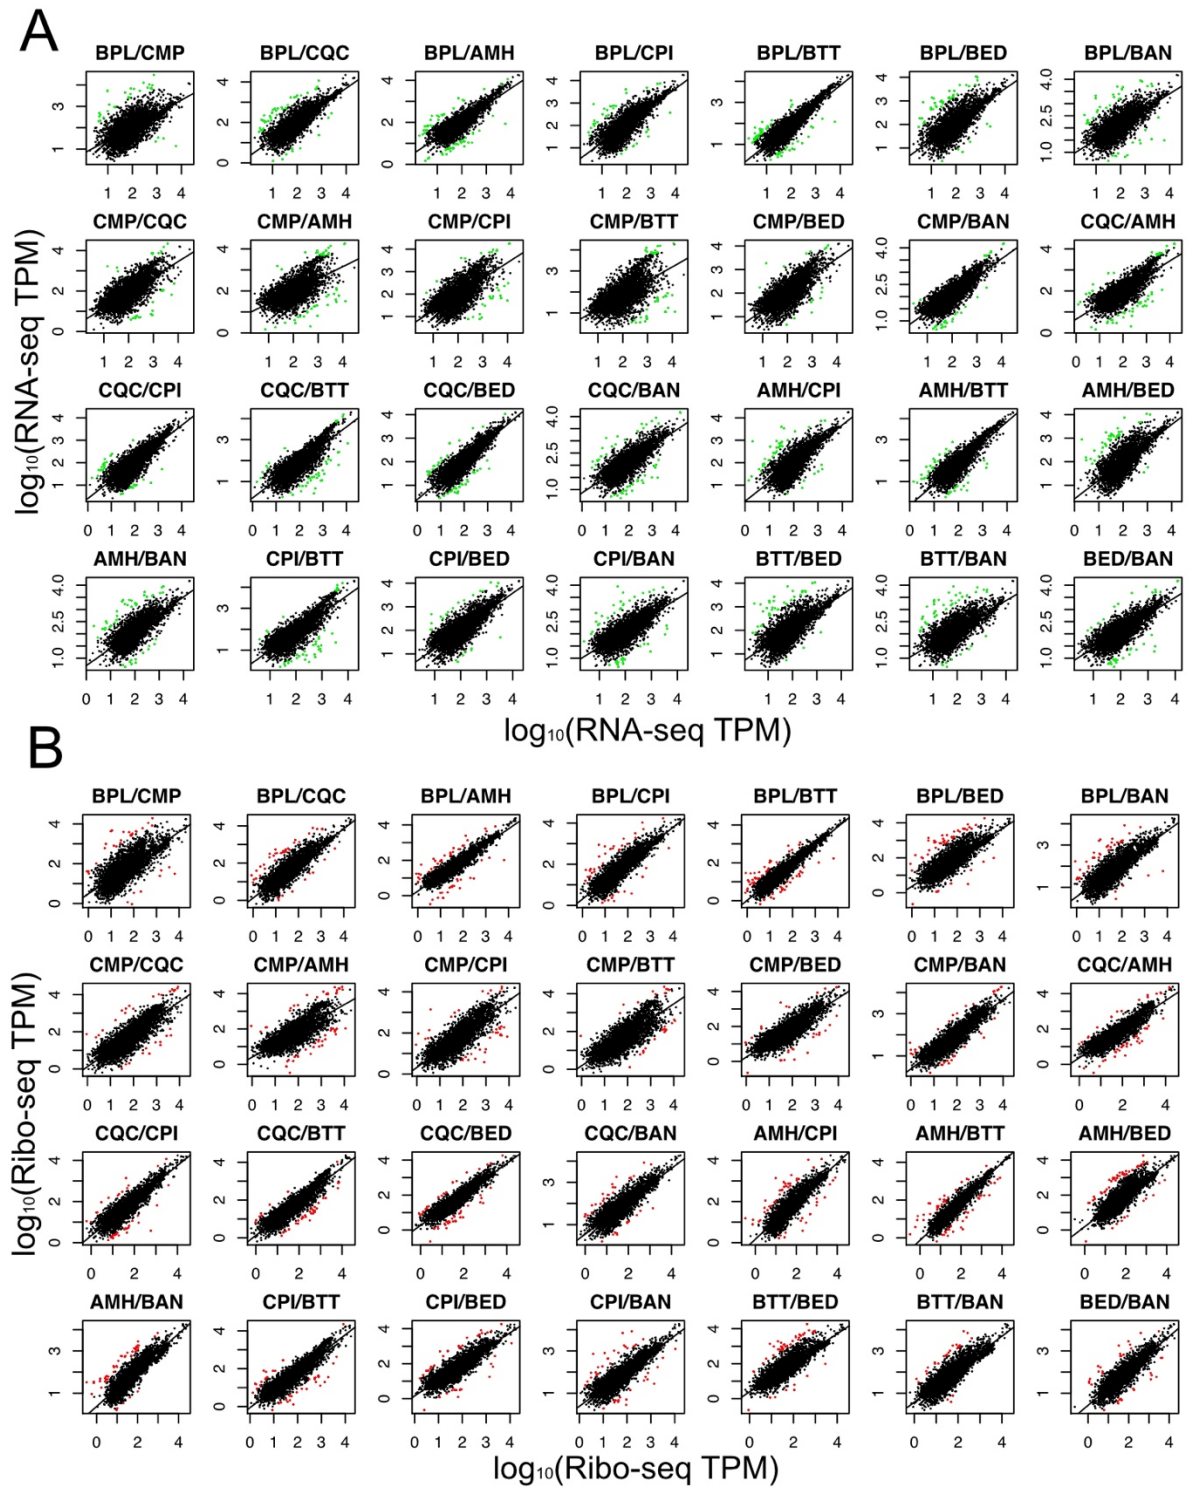 A
BPL/CMP BPL/CQC BPL/AMH BPL/CPI BPL/BTT BPL/BED BPL/BAN
CMP/CQC CMP/AMH CMP/CPI CMP/BTT CMP/BED CMP/BAN CQC/AMH
CQC/CPI CQC/BTT CQC/BED CQC/BAN AMH/CPI AMH/BTT AMH/BED
AMH/BAN CPI/BTT CPI/BED CPI/BAN BTT/BED BTT/BAN BED/BAN
log₁₀(RNA-seq TPM)
log₁₀(RNA-seq TPM)
B
BPL/CMP BPL/CQC BPL/AMH BPL/CPI BPL/BTT BPL/BED BPL/BAN
CMP/CQC CMP/AMH CMP/CPI CMP/BTT CMP/BED CMP/BAN CQC/AMH
CQC/CPI CQC/BTT CQC/BED CQC/BAN AMH/CPI AMH/BTT AMH/BED
AMH/BAN CPI/BTT CPI/BED CPI/BAN BTT/BED BTT/BAN BED/BAN
log₁₀(Ribo-seq TPM)
log₁₀(Ribo-seq TPM)